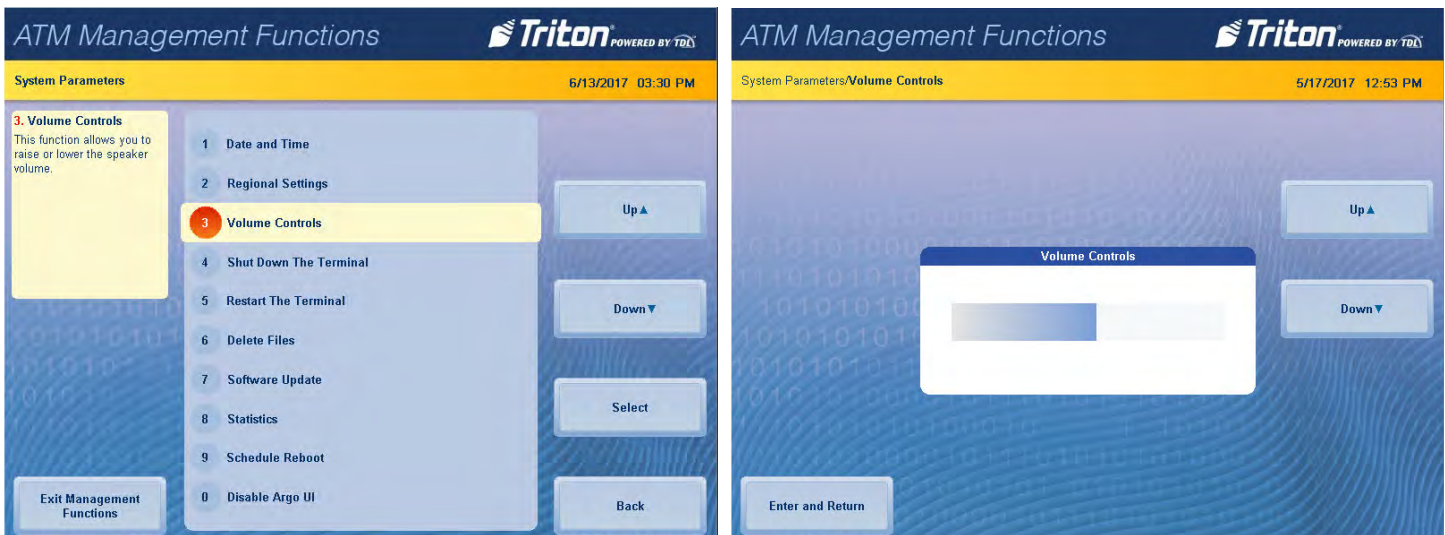 ATM Management Functions
Triton POWERED BY TDL
System Parameters
6/13/2017 03:30 PM
3. Volume Controls
This function allows you to
raise or lower the speaker
volume.
1 Date and Time
2 Regional Settings
3 Volume Controls
4 Shut Down The Terminal
5 Restart The Terminal
6 Delete Files
7 Software Update
8 Statistics
9 Schedule Reboot
0 Disable Argo UI
Up▲
Down▼
Select
Back
Exit Management
Functions
ATM Management Functions
Triton POWERED BY TDL
System Parameters/Volume Controls
5/17/2017 12:53 PM
Volume Controls
Up▲
Down▼
Enter and Return